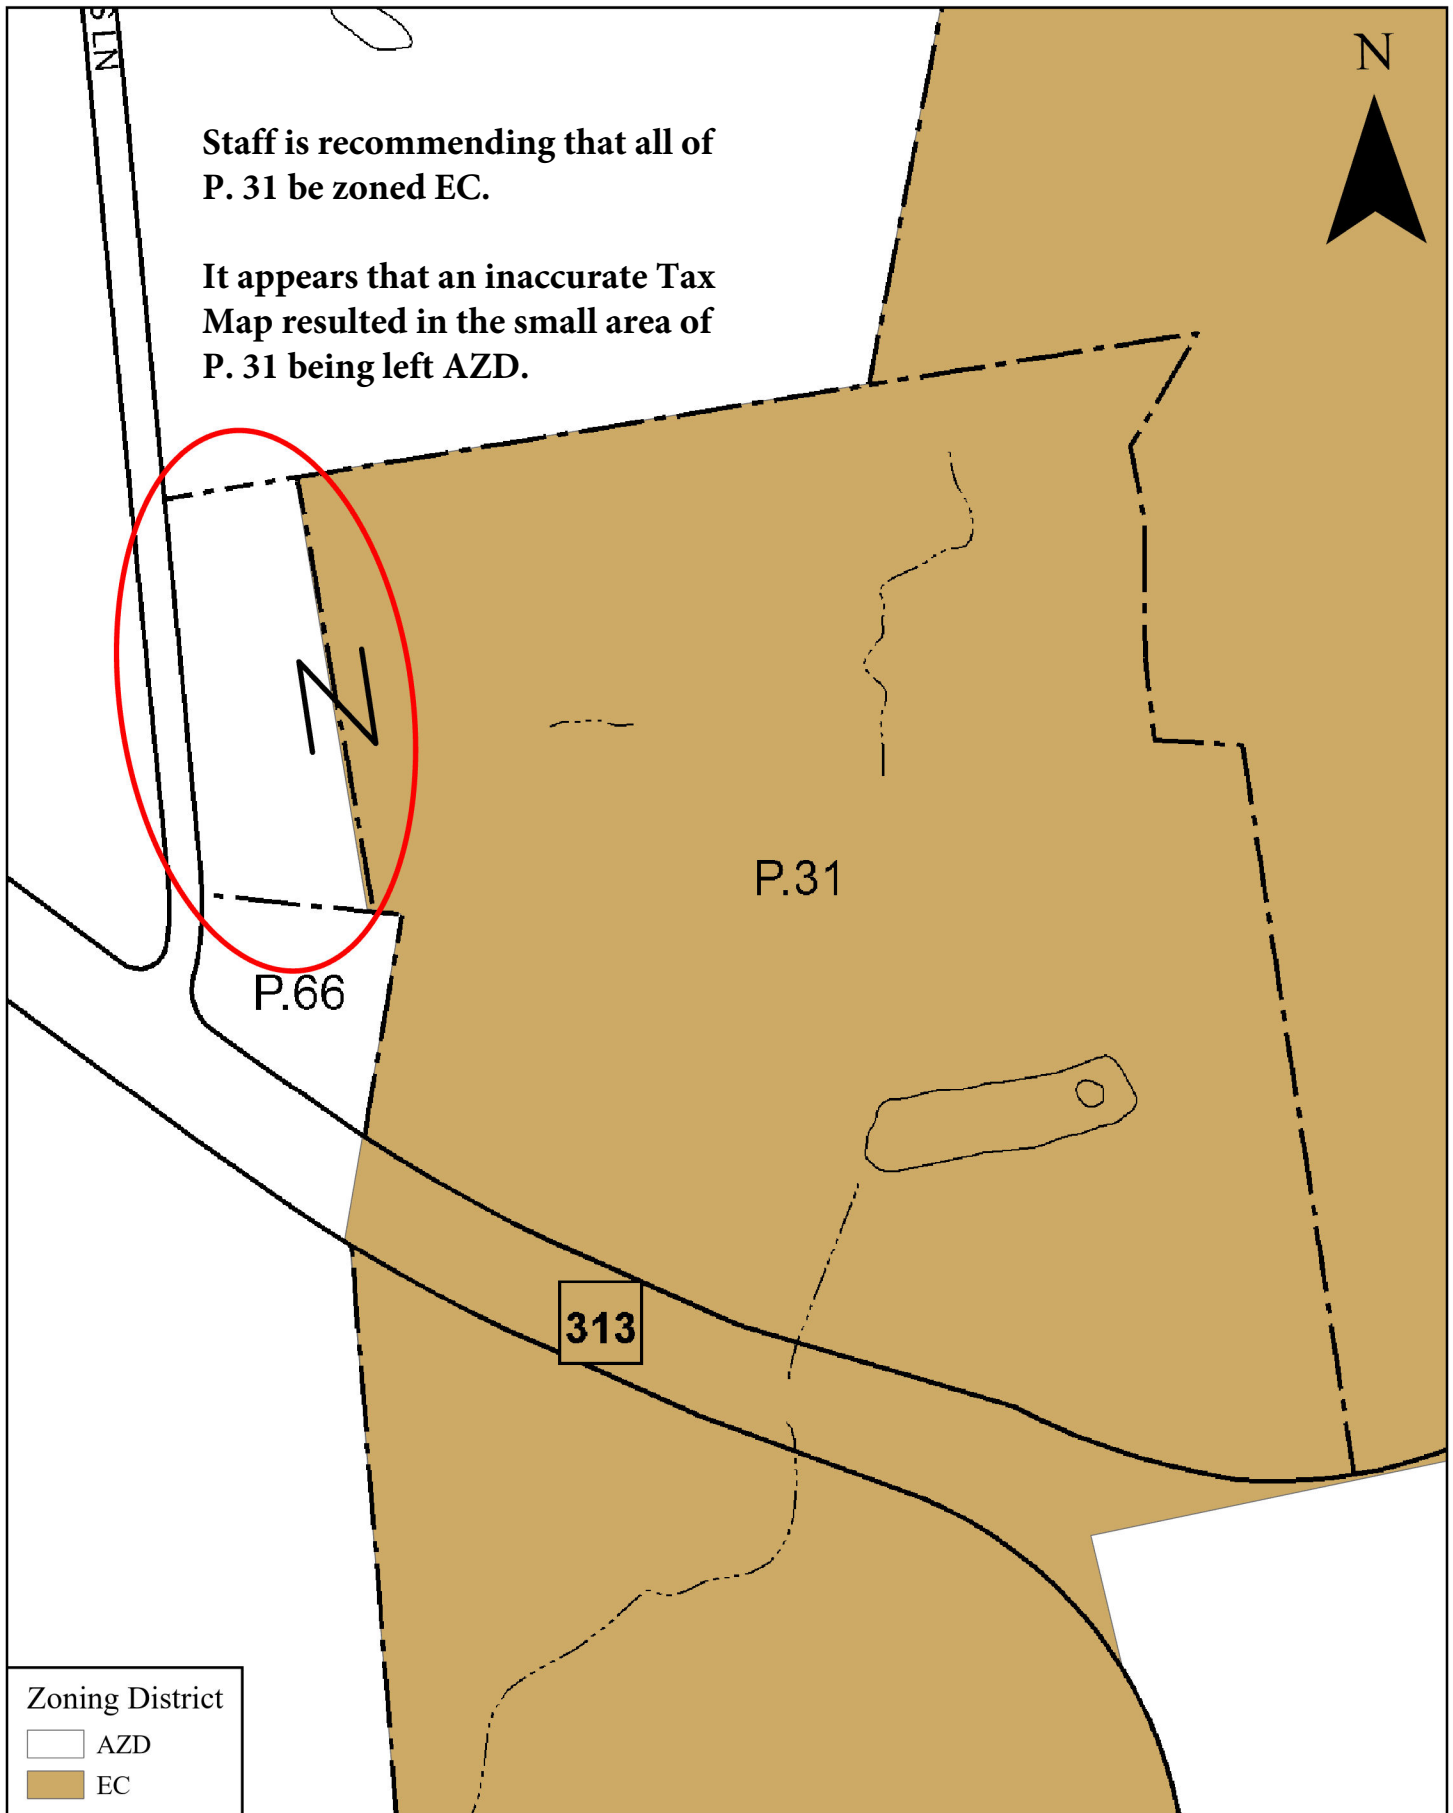 S LN
N
Staff is recommending that all of
P. 31 be zoned EC.
It appears that an inaccurate Tax
Map resulted in the small area of
P. 31 being left AZD.
P.31
P.66
313
Zoning District
AZD
EC